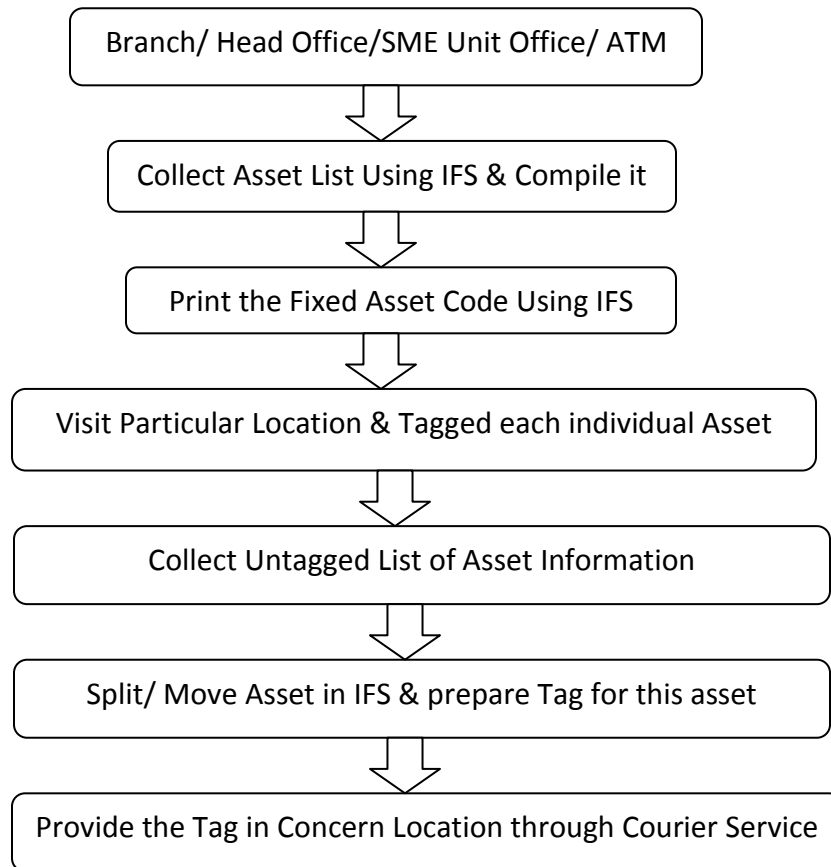 Branch/ Head Office/SME Unit Office/ ATM
Collect Asset List Using IFS & Compile it
Print the Fixed Asset Code Using IFS
Visit Particular Location & Tagged each individual Asset
Collect Untagged List of Asset Information
Split/ Move Asset in IFS & prepare Tag for this asset
Provide the Tag in Concern Location through Courier Service